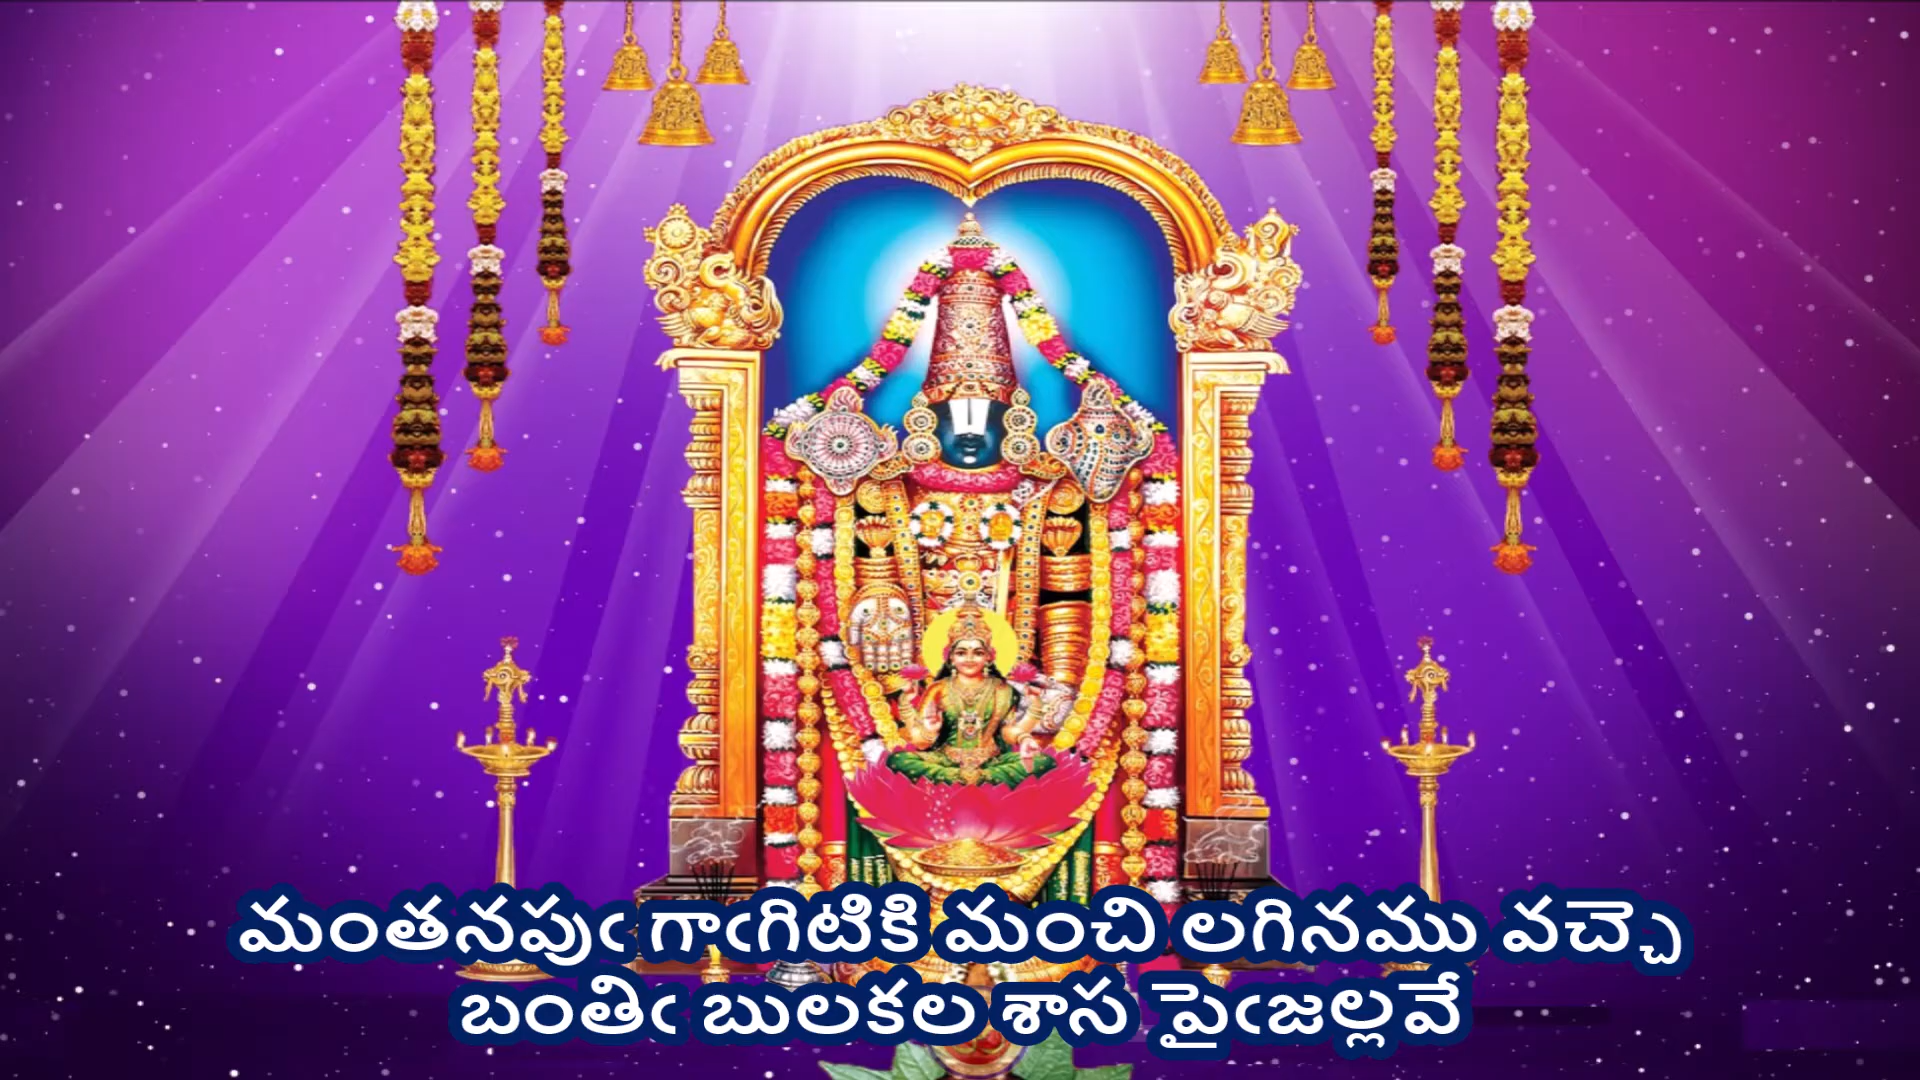 మంతనపుఁ గాఁగిటికి మంచి లగినము వచ్చె
బంతిఁ బులకల శాస పైఁజల్లవే